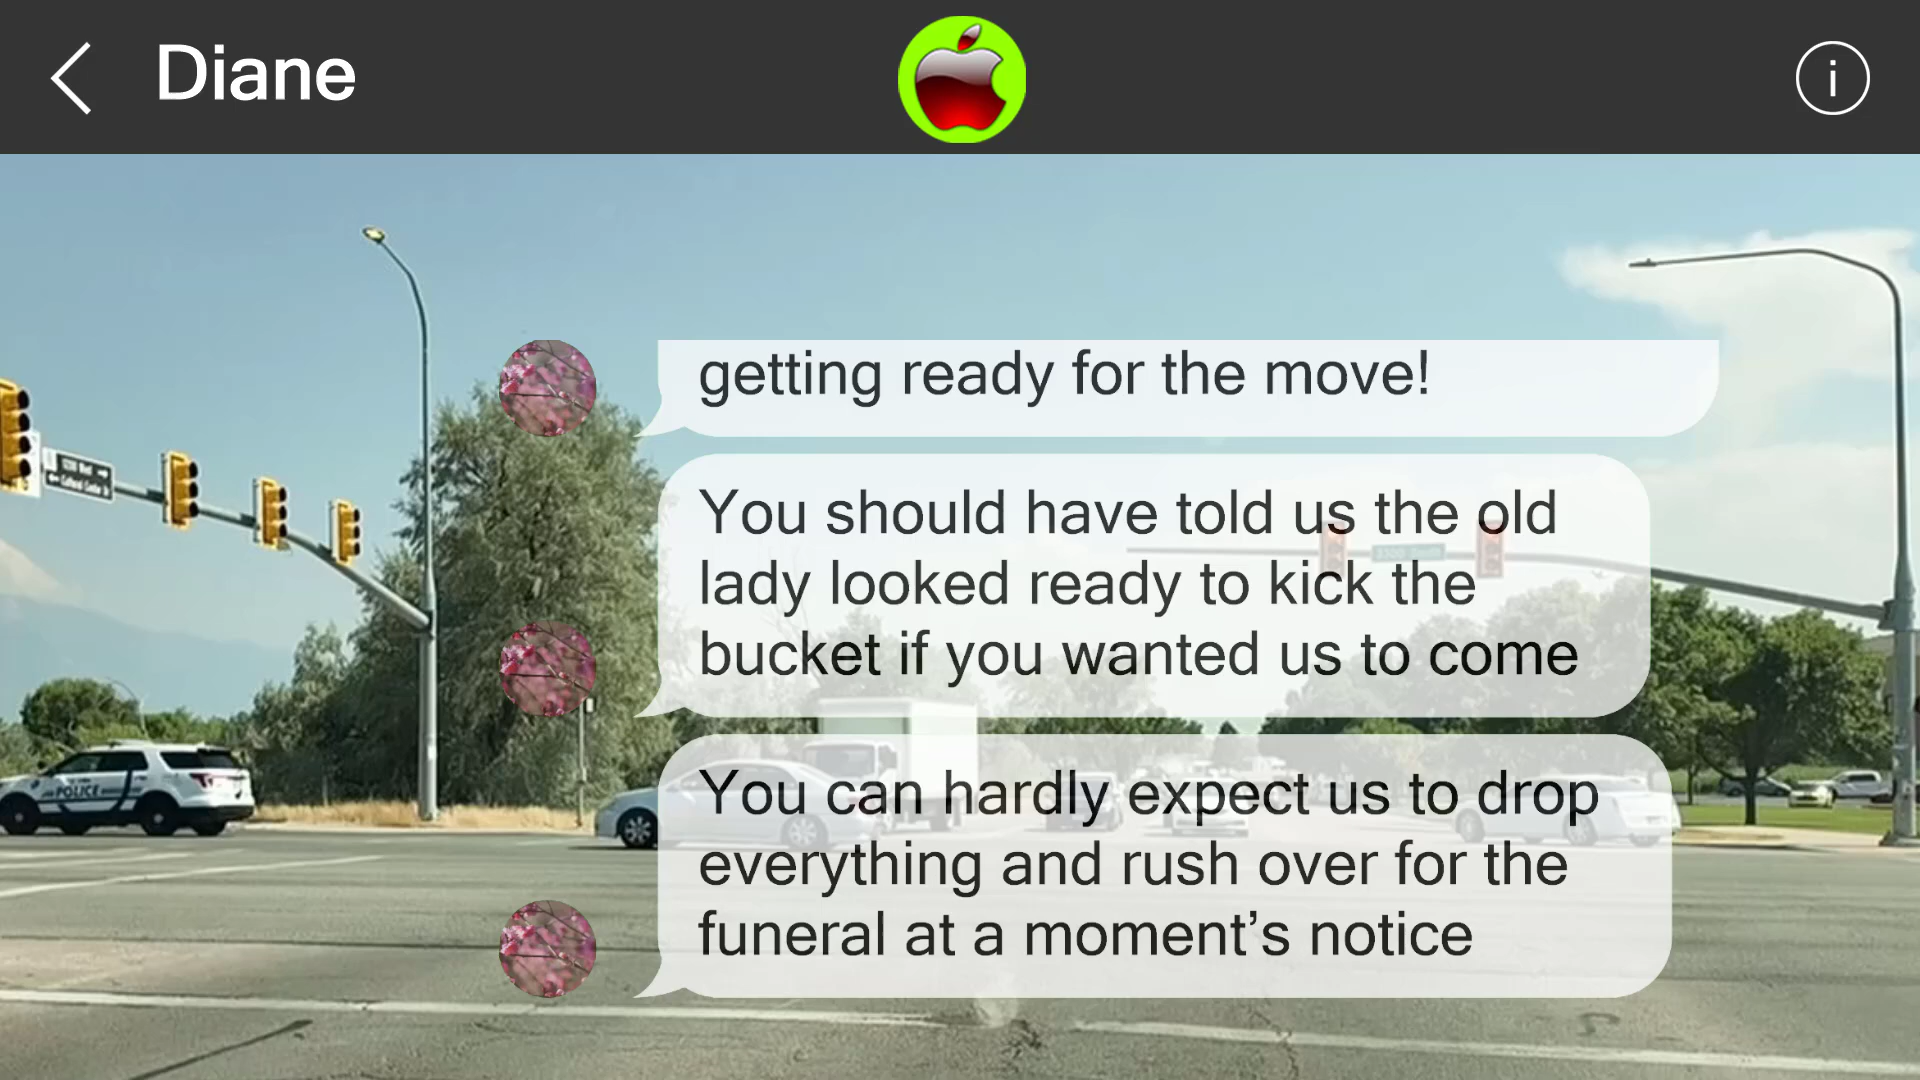 Diane
i
getting ready for the move!
You should have told us the old
lady looked ready to kick the
bucket if you wanted us to come
You can hardly expect us to drop
everything and rush over for the
funeral at a moment’s notice
POLICE